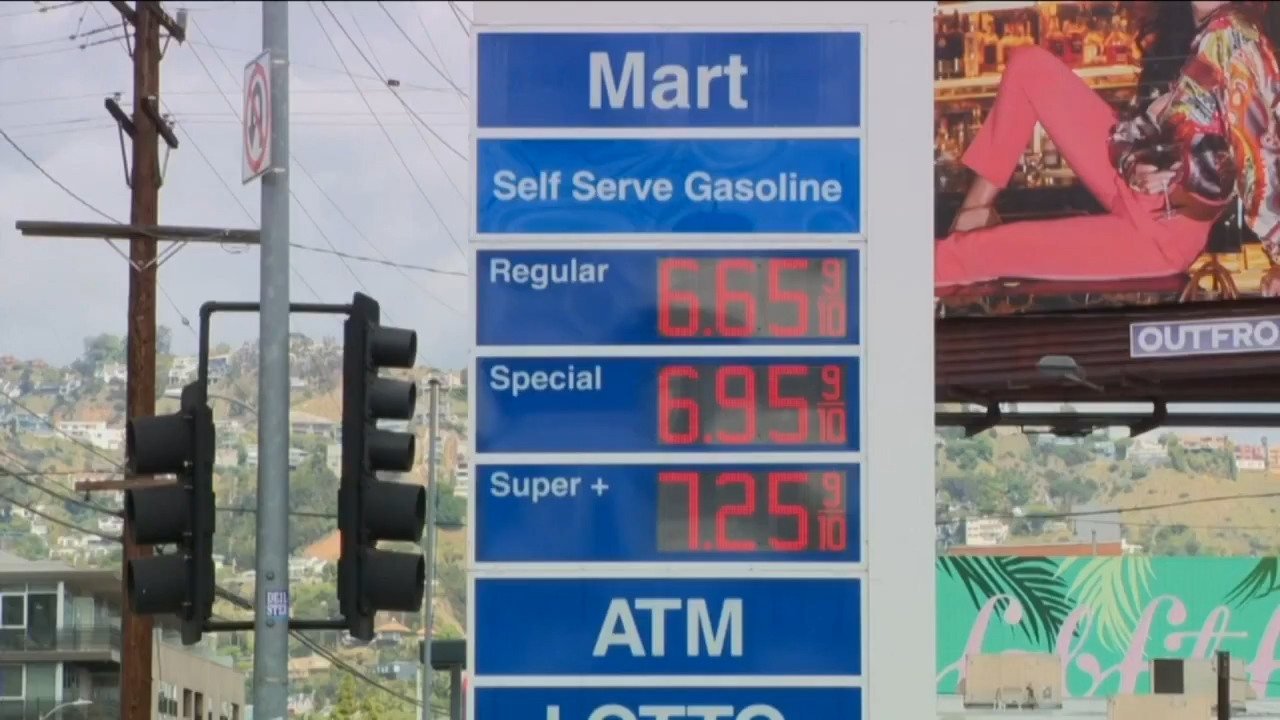 Mart
Self Serve Gasoline
Regular 6.65 9/10
Special 6.95 9/10
Super + 7.25 9/10
ATM
LOTTO
OUTFRO